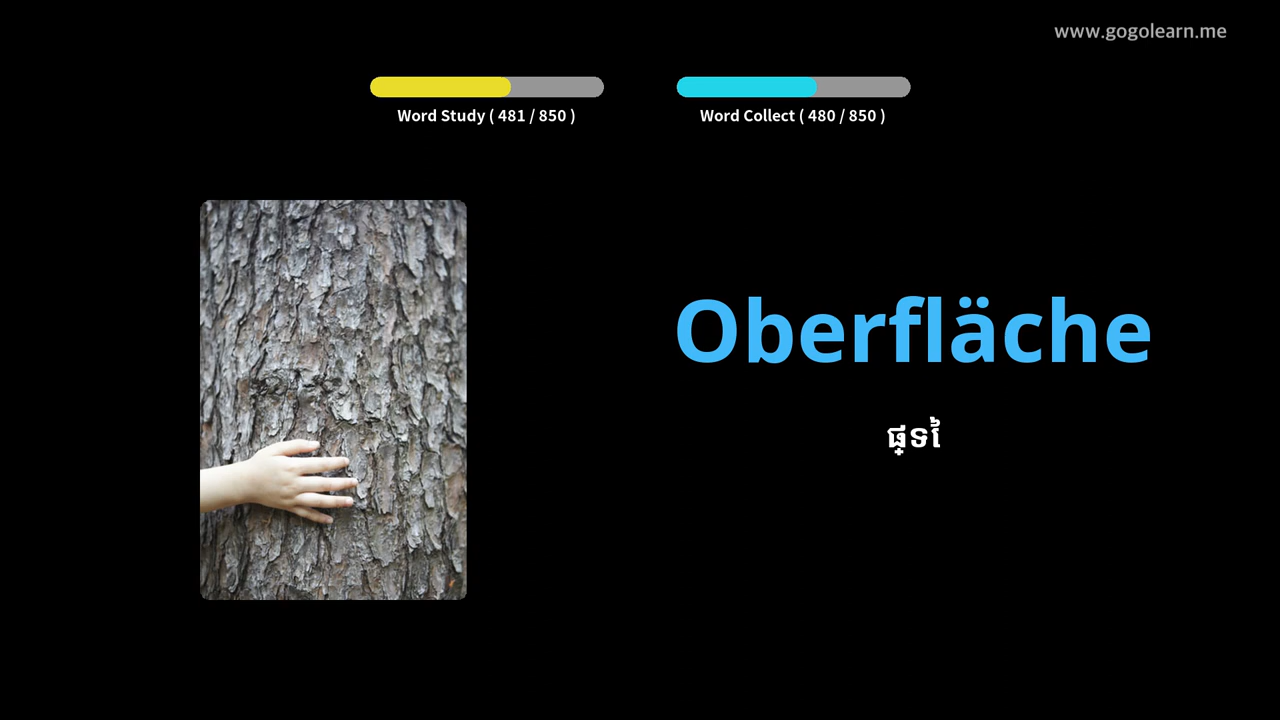 www.gogolearn.me
Word Study ( 481 / 850 )
Word Collect ( 480 / 850 )
Oberfläche
ផ្ទៃ